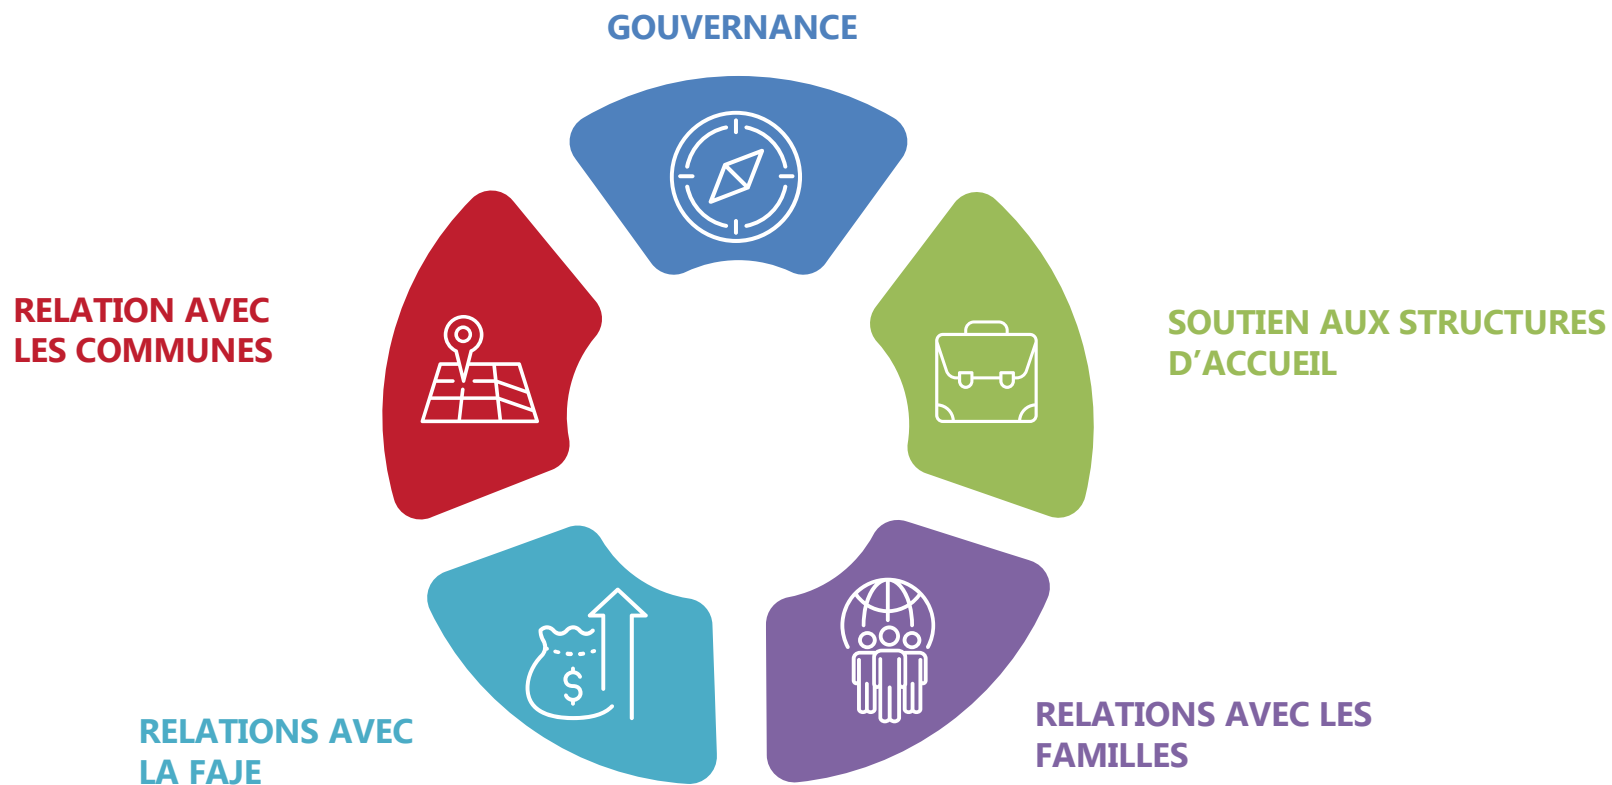 GOUVERNANCE
RELATION AVEC
LES COMMUNES
SOUTIEN AUX STRUCTURES
D’ACCUEIL
$
RELATIONS AVEC
LA FAJE
RELATIONS AVEC LES
FAMILLES